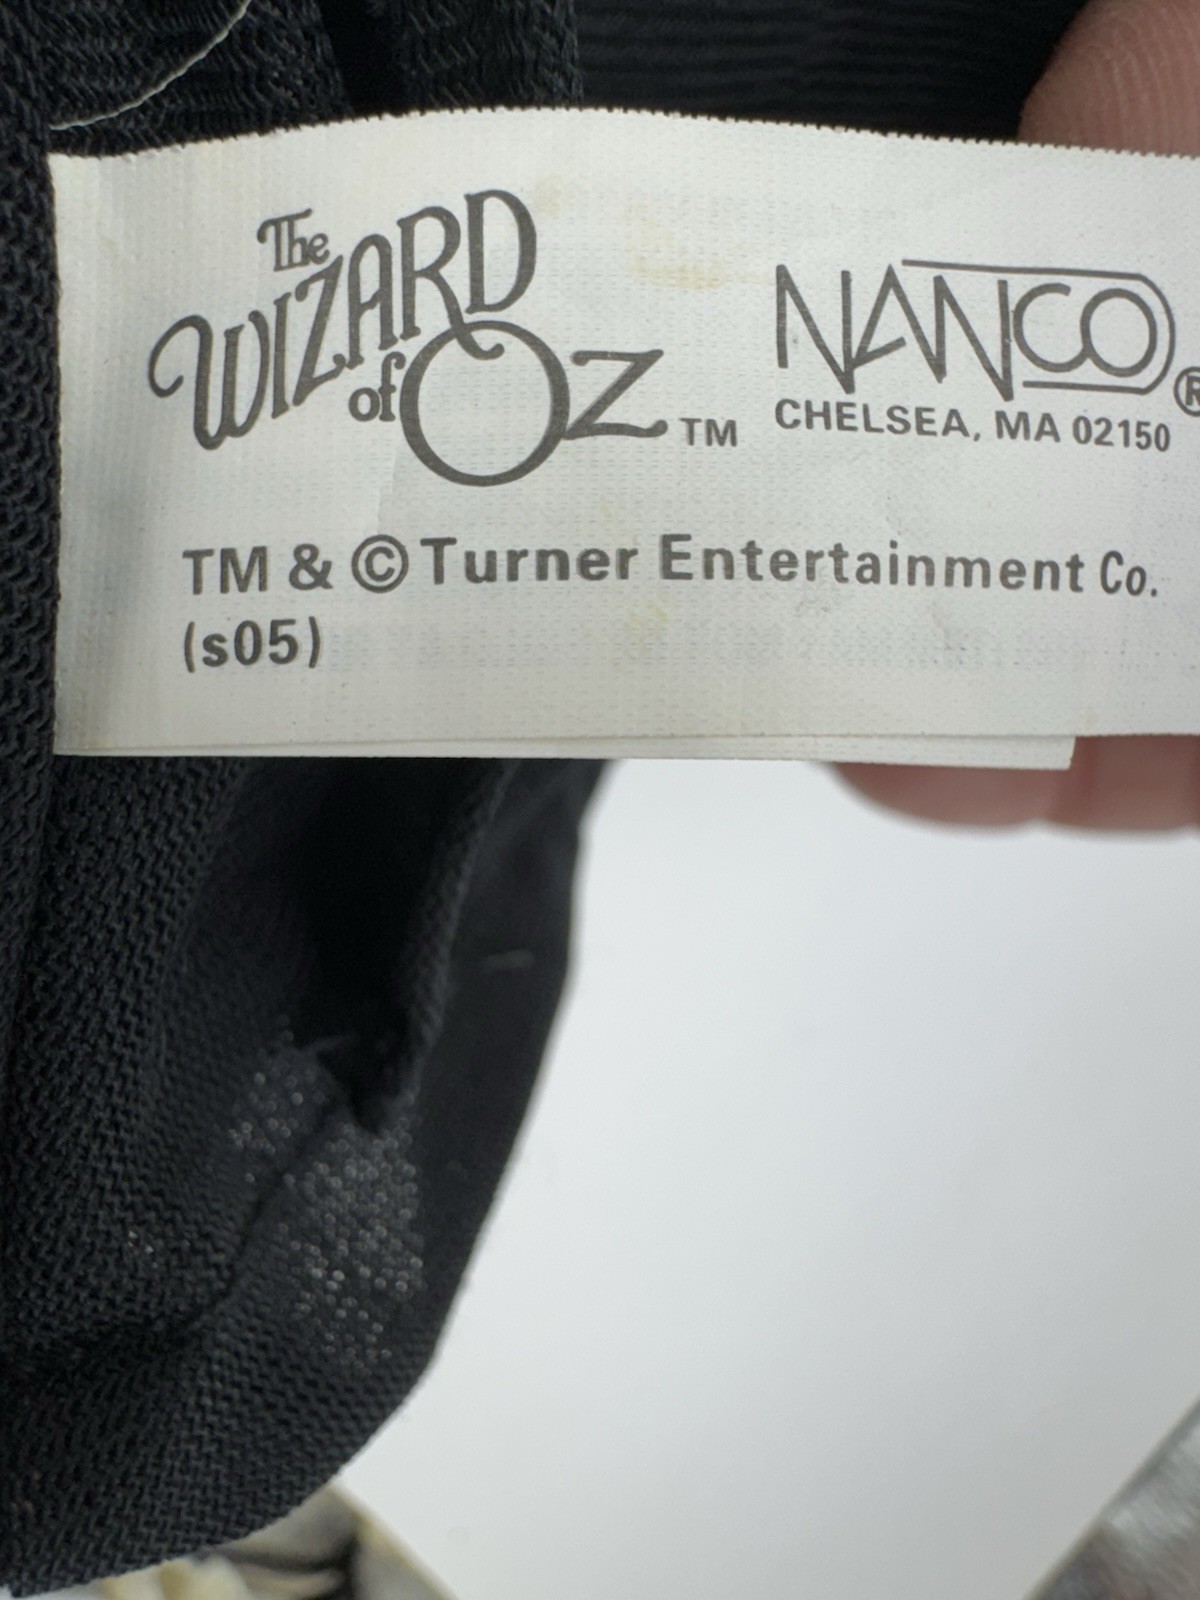 The
WIZARD
of OZ TM
NANCO ®
CHELSEA, MA 02150
TM & © Turner Entertainment Co.
(s05)